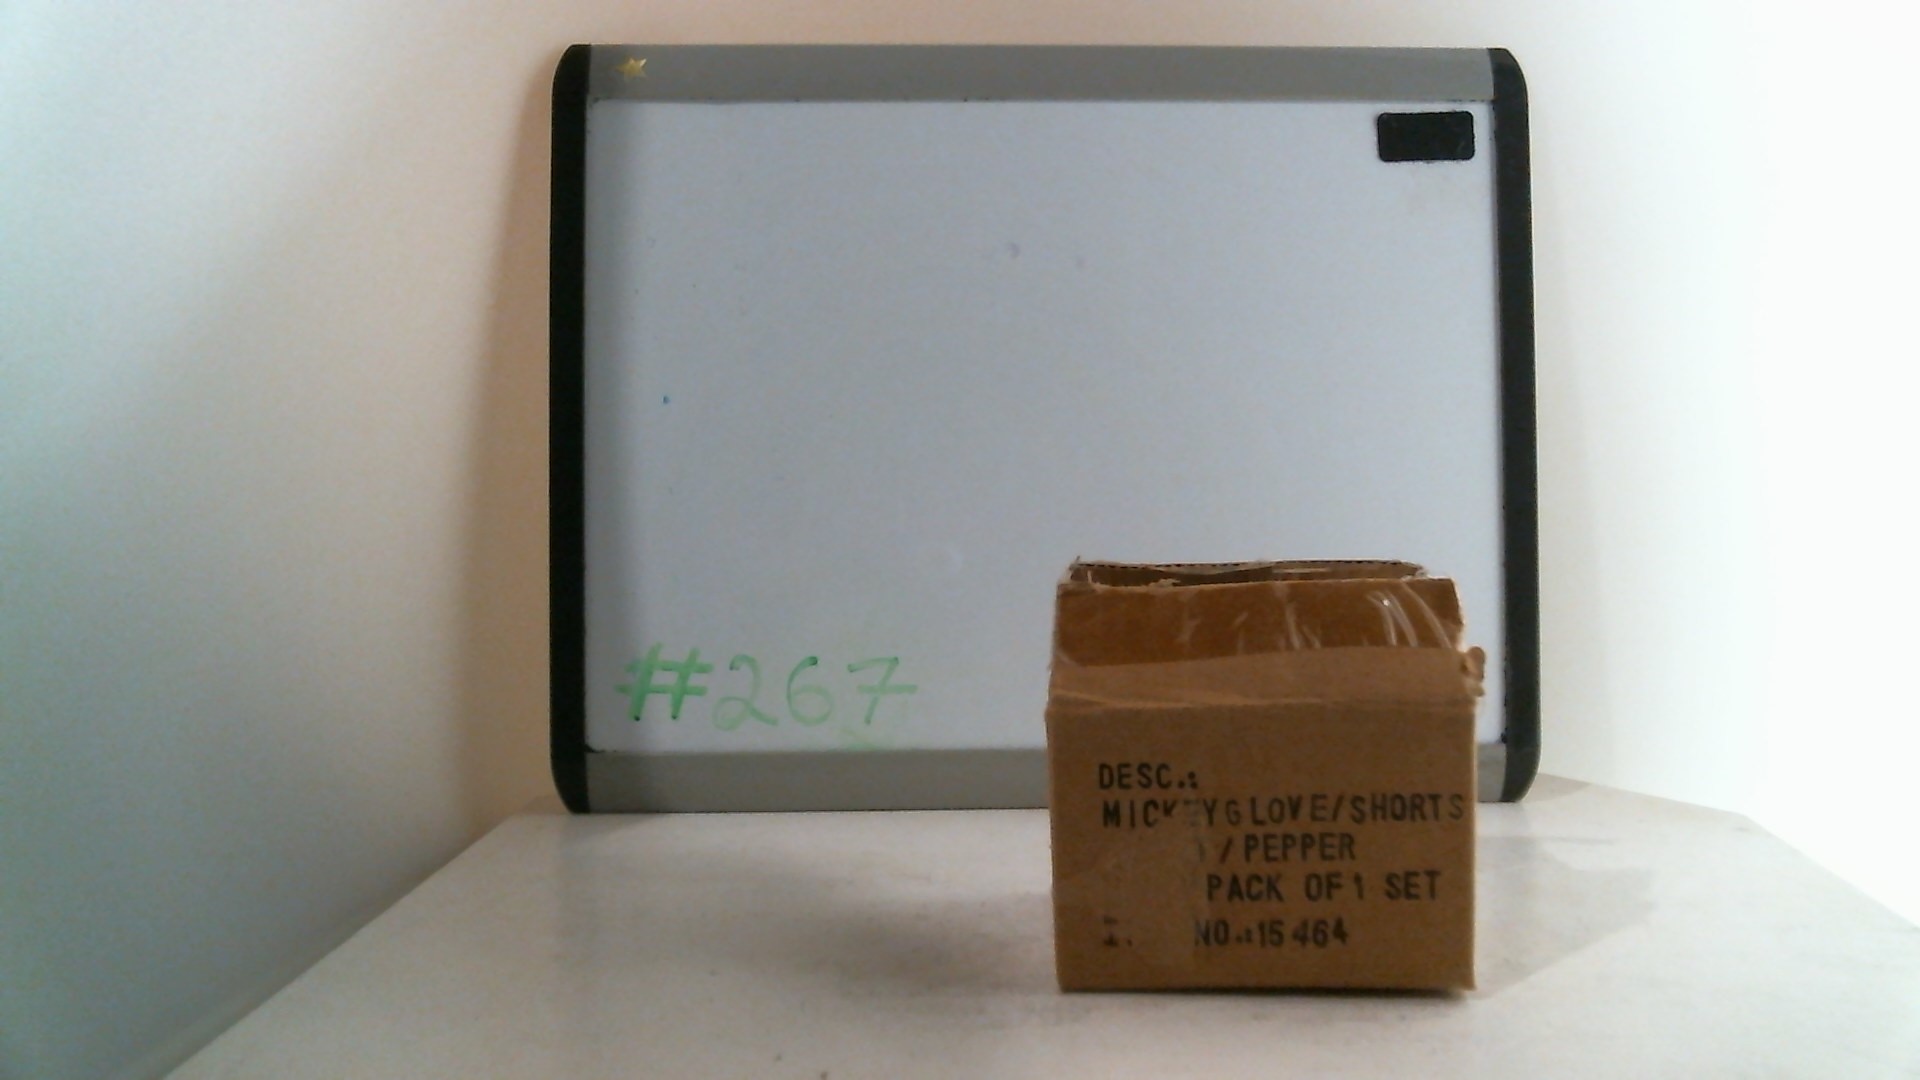 #267
DESC.:
MICKEY GLOVE/SHORTS
/PEPPER
PACK OF 1 SET
NO.:15464